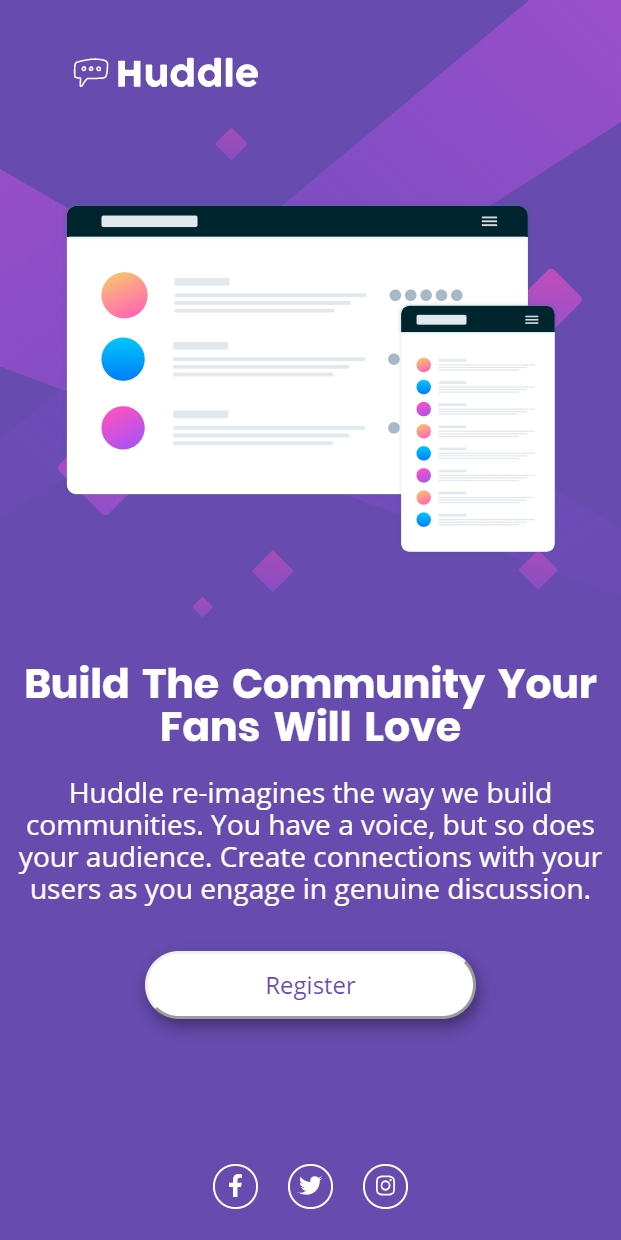 Huddle
Build The Community Your
Fans Will Love
Huddle re-imagines the way we build
communities. You have a voice, but so does
your audience. Create connections with your
users as you engage in genuine discussion.
Register